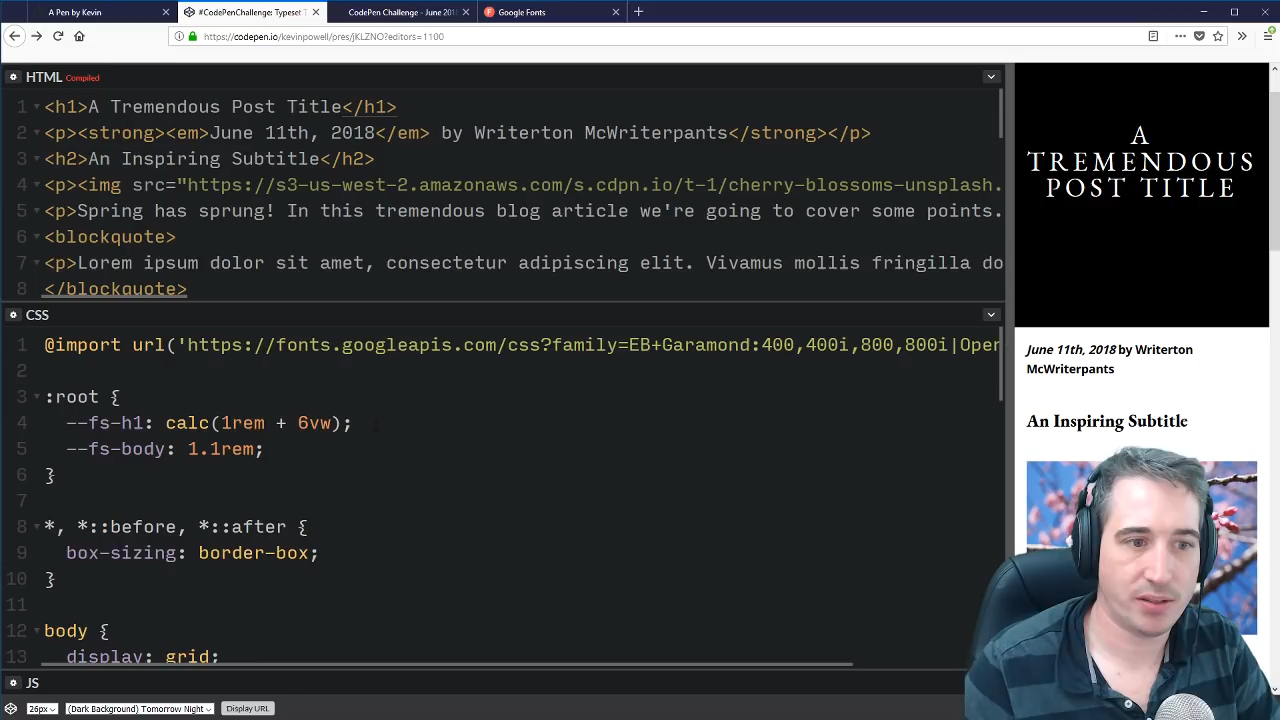 A Pen by Kevin
#CodePenChallenge: Typeset T
CodePen Challenge - June 2018
Google Fonts
https://codepen.io/kevinpowell/pres/jKLZNO?editors=1100
HTML Compiled
1 <h1>A Tremendous Post Title</h1>
2 <p><strong><em>June 11th, 2018</em> by Writerton McWriterpants</strong></p>
3 <h2>An Inspiring Subtitle</h2>
4 <p><img src="https://s3-us-west-2.amazonaws.com/s.cdpn.io/t-1/cherry-blossoms-unsplash.
5 <p>Spring has sprung! In this tremendous blog article we're going to cover some points.
6 <blockquote>
7 <p>Lorem ipsum dolor sit amet, consectetur adipiscing elit. Vivamus mollis fringilla do
8 </blockquote>
CSS
1 @import url('https://fonts.googleapis.com/css?family=EB+Garamond:400,400i,800,800i|Open
2
3 :root {
4 --fs-h1: calc(1rem + 6vw);
5 --fs-body: 1.1rem;
6 }
7
8 *, *::before, *::after {
9 box-sizing: border-box;
10 }
11
12 body {
13 display: grid;
JS
26px
(Dark Background) Tomorrow Night
Display URL
A
TREMENDOUS
POST TITLE
June 11th, 2018 by Writerton
McWriterpants
An Inspiring Subtitle